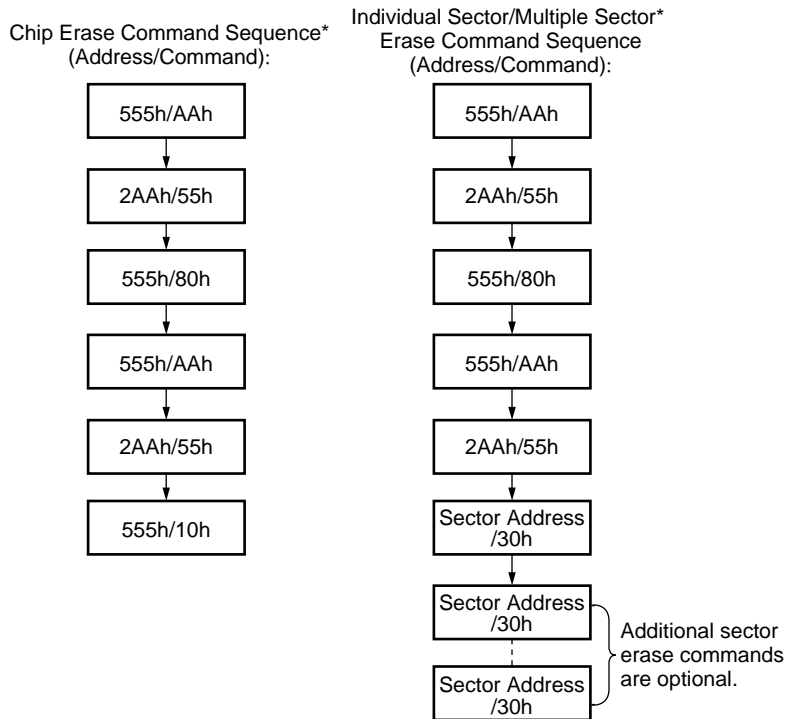 Chip Erase Command Sequence*
(Address/Command):
555h/AAh
2AAh/55h
555h/80h
555h/AAh
2AAh/55h
555h/10h
Individual Sector/Multiple Sector*
Erase Command Sequence
(Address/Command):
555h/AAh
2AAh/55h
555h/80h
555h/AAh
2AAh/55h
Sector Address
/30h
Sector Address
/30h
Sector Address
/30h
Additional sector
erase commands
are optional.